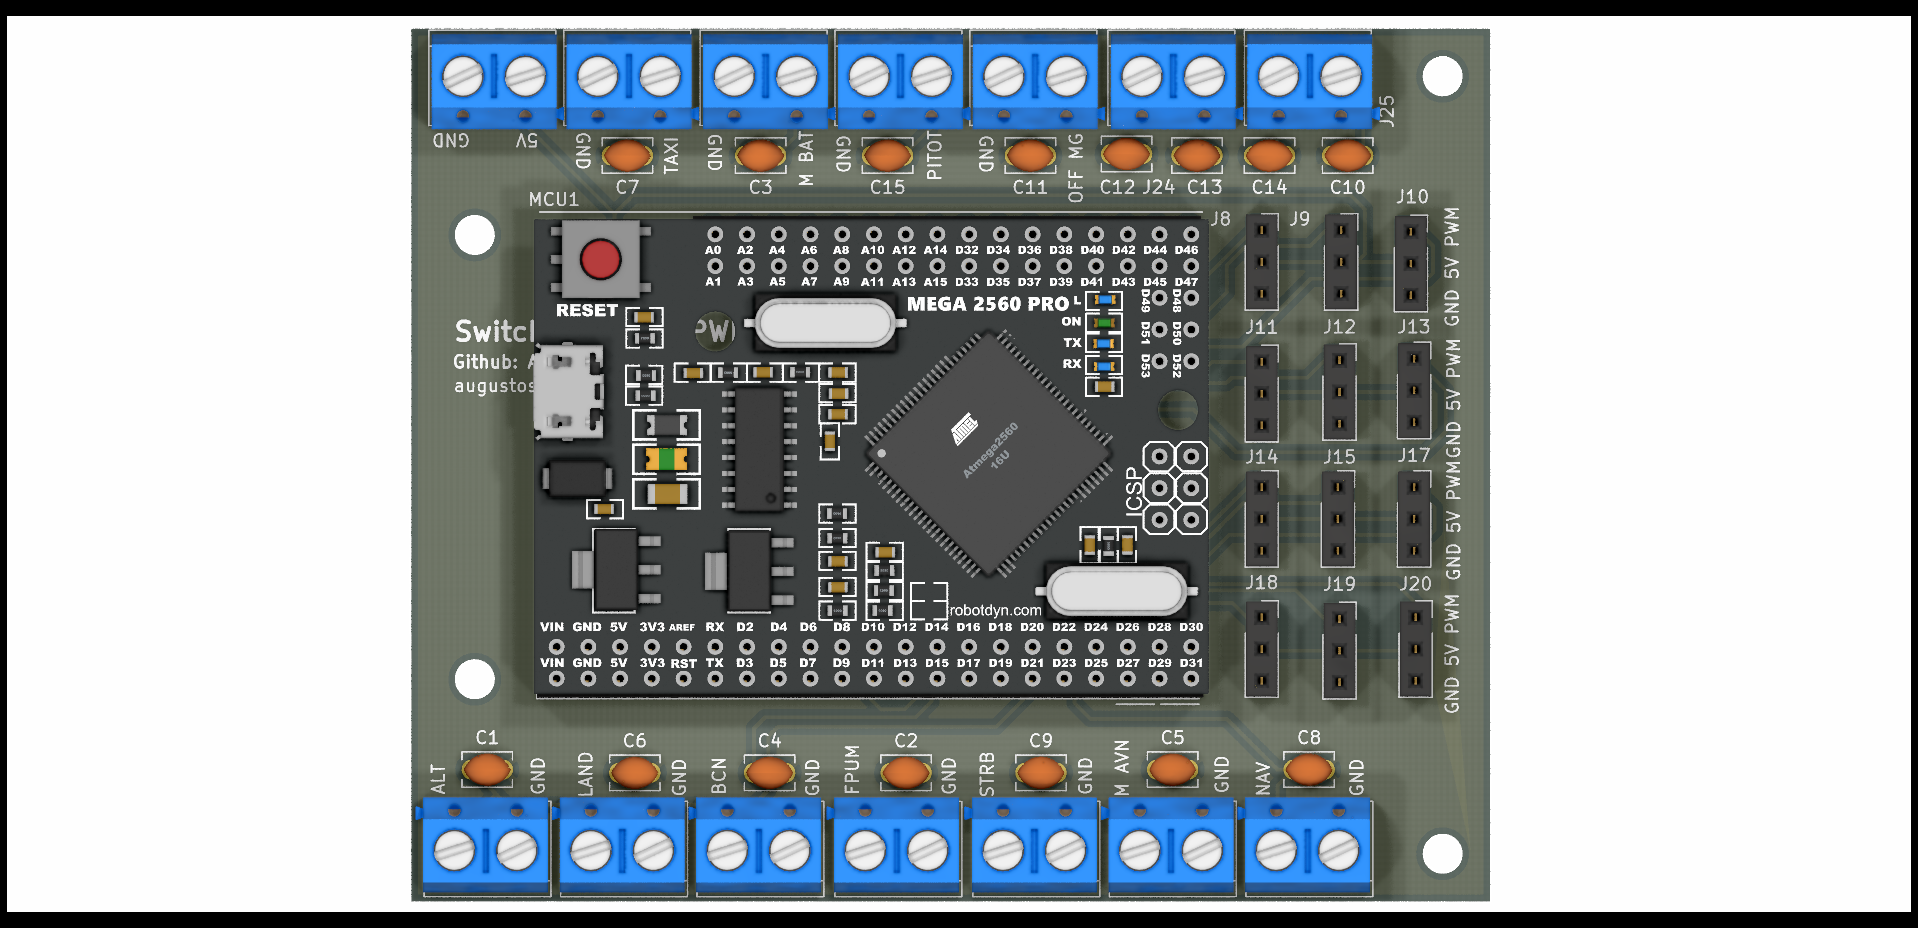 GND 5V GND TAXI GND M BAT GND PITOT GND OFF MG J25
C7 C3 C15 C11 C12 J24 C13 C14 C10
MCU1 J8 J9 J10
A0 A2 A4 A6 A8 A10 A12 A14 D32 D34 D36 D38 D40 D42 D44 D46
A1 A3 A5 A7 A9 A11 A13 A15 D33 D35 D37 D39 D41 D43 D45 D47
D49 D48
D51 D50
D53 D52
RESET
MEGA 2560 PRO
L
ON
TX
RX
PW
Switc
Github: A
augustos
ATMEL
Atmega2560
16U
ICSP
robotdyn.com
GND 5V PWM
J11 J12 J13
GND 5V PWM
J14 J15 J17
GND 5V PWM
J18 J19 J20
GND 5V PWM
VIN GND 5V 3V3 AREF RX D2 D4 D6 D8 D10 D12 D14 D16 D18 D20 D22 D24 D26 D28 D30
VIN GND 5V 3V3 RST TX D3 D5 D7 D9 D11 D13 D15 D17 D19 D21 D23 D25 D27 D29 D31
C1 C6 C4 C2 C9 C5 C8
ALT GND LAND GND BCN GND FPUM GND STRB GND M AVN GND NAV GND